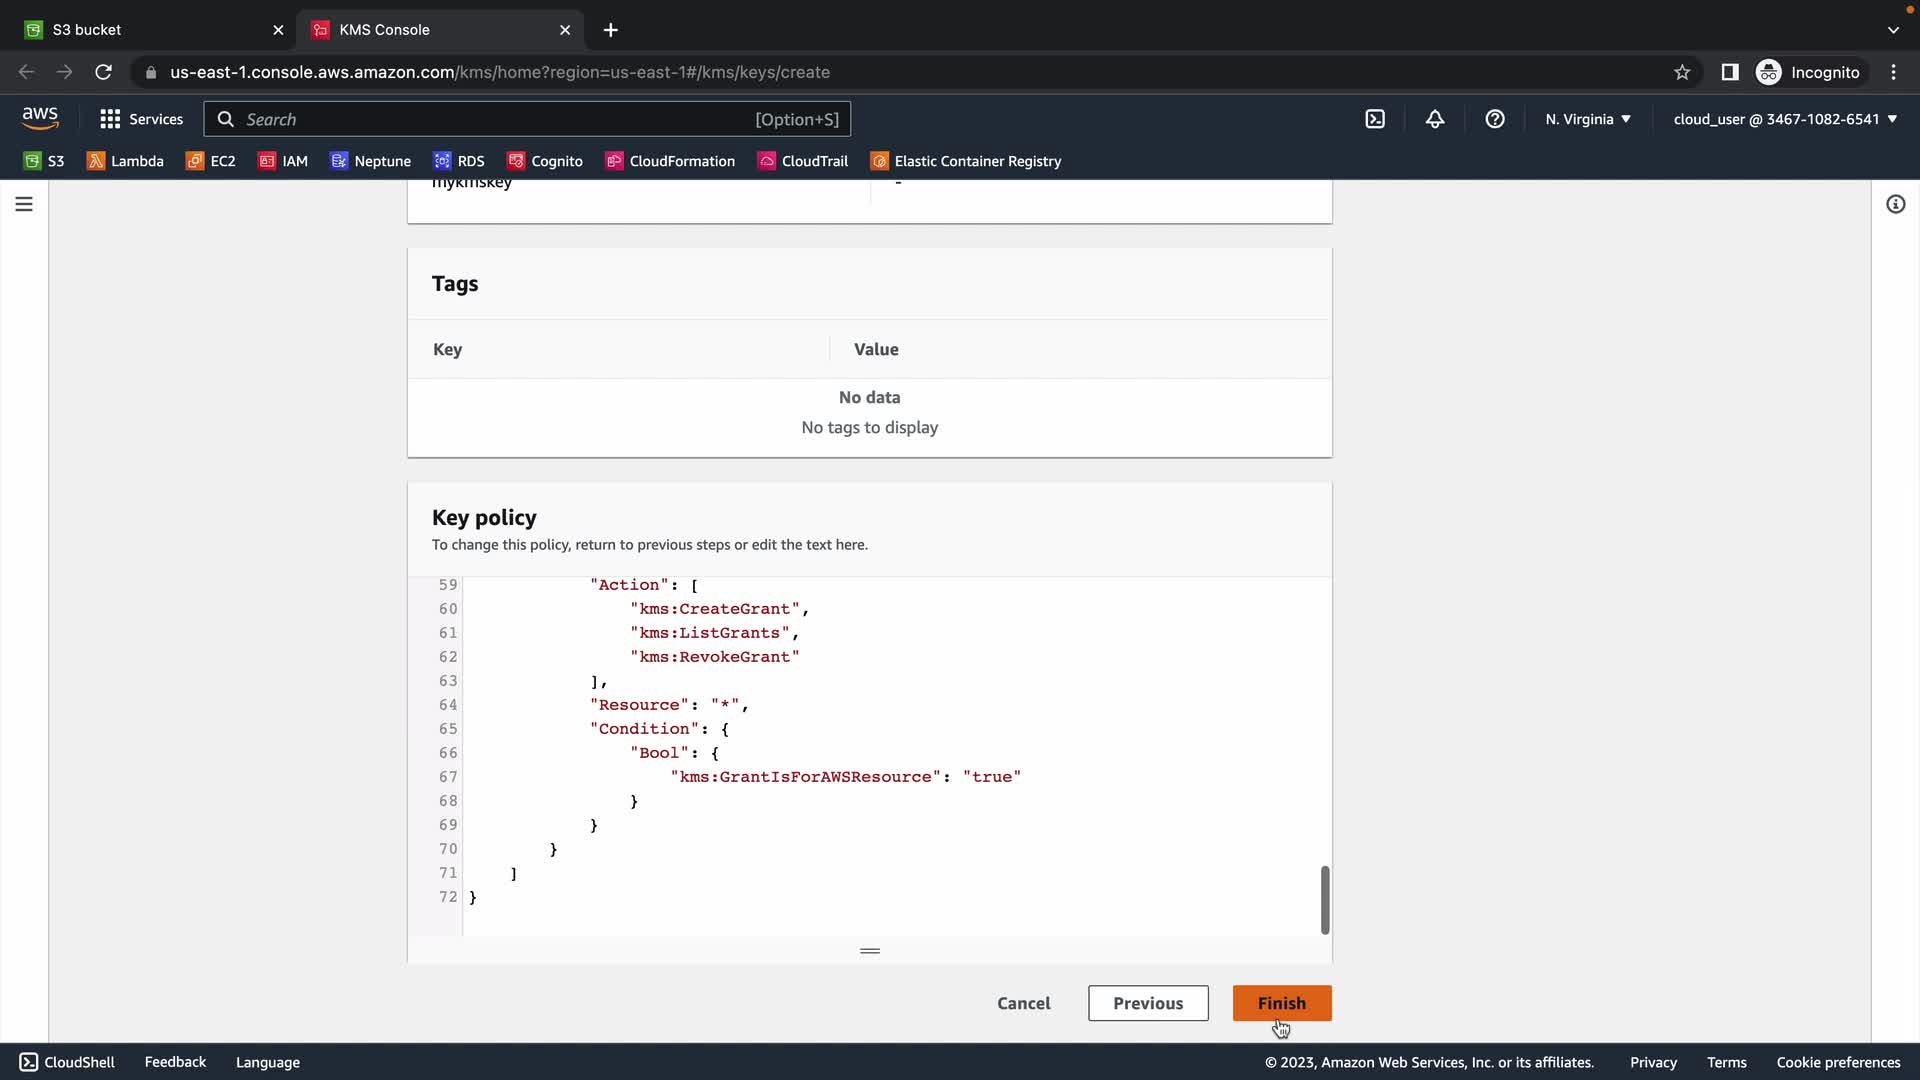 S3 bucket
KMS Console
us-east-1.console.aws.amazon.com/kms/home?region=us-east-1#/kms/keys/create
Incognito
aws
Services
Search
[Option+S]
N. Virginia
cloud_user @ 3467-1082-6541
S3
Lambda
EC2
IAM
Neptune
RDS
Cognito
CloudFormation
CloudTrail
Elastic Container Registry
mykmskey
-
Tags
Key
Value
No data
No tags to display
Key policy
To change this policy, return to previous steps or edit the text here.
59 "Action": [
60 "kms:CreateGrant",
61 "kms:ListGrants",
62 "kms:RevokeGrant"
63 ],
64 "Resource": "*",
65 "Condition": {
66 "Bool": {
67 "kms:GrantIsForAWSResource": "true"
68 }
69 }
70 }
71 ]
72 }
Cancel
Previous
Finish
CloudShell
Feedback
Language
© 2023, Amazon Web Services, Inc. or its affiliates.
Privacy
Terms
Cookie preferences